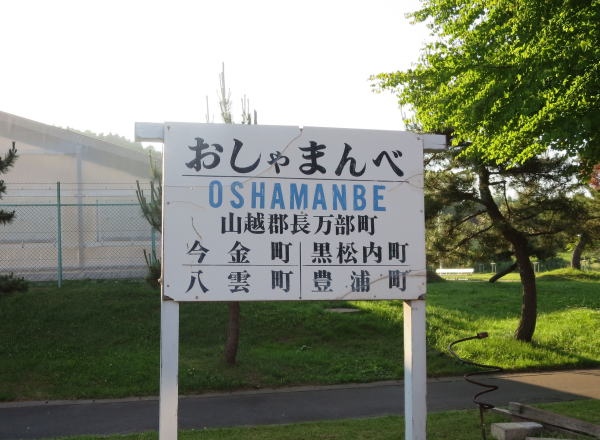 おしゃまんべ
OSHAMANBE
山越郡長万部町
今金町 黒松内町
八雲町 豊浦町